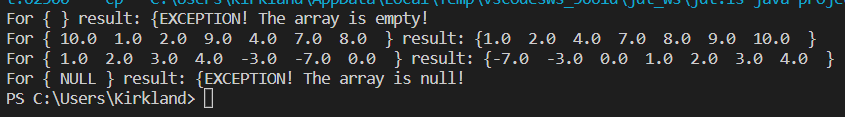 For { } result: {EXCEPTION! The array is empty!
For { 10.0  1.0  2.0  9.0  4.0  7.0  8.0  } result: {1.0  2.0  4.0  7.0  8.0  9.0  10.0  }
For { 1.0  2.0  3.0  4.0  -3.0  -7.0  0.0  } result: {-7.0  -3.0  0.0  1.0  2.0  3.0  4.0  }
For { NULL } result: {EXCEPTION! The array is null!
PS C:\Users\Kirkland>